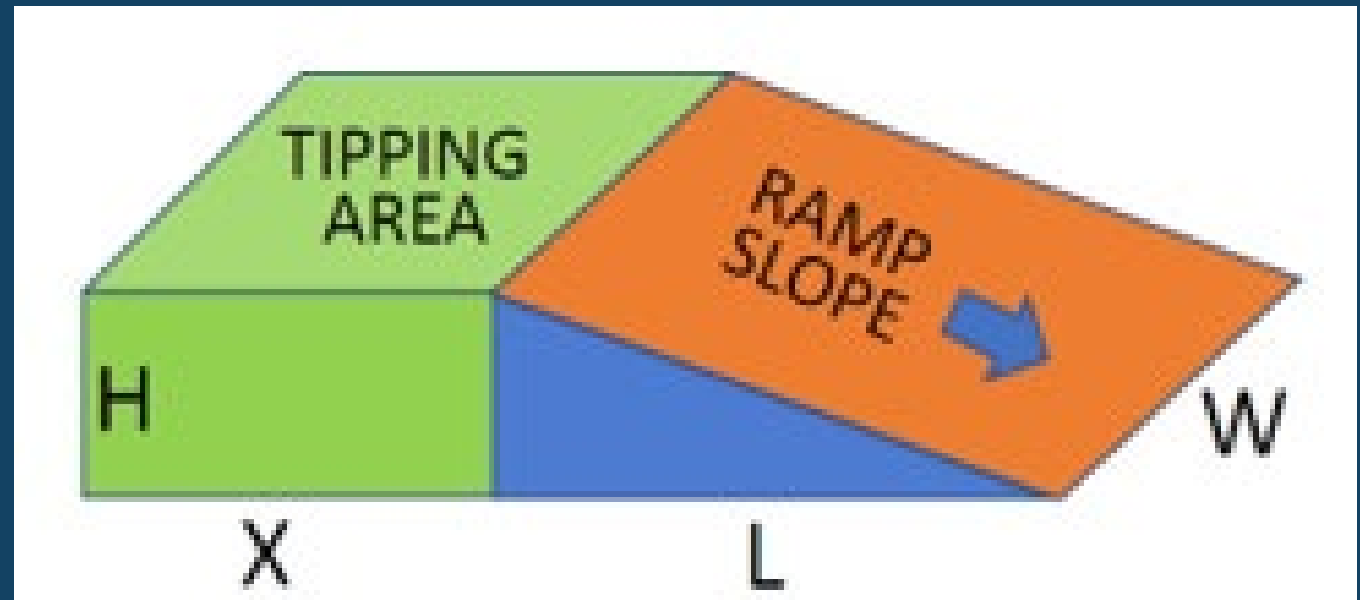 TIPPING
AREA
RAMP
SLOPE
H
W
X
L